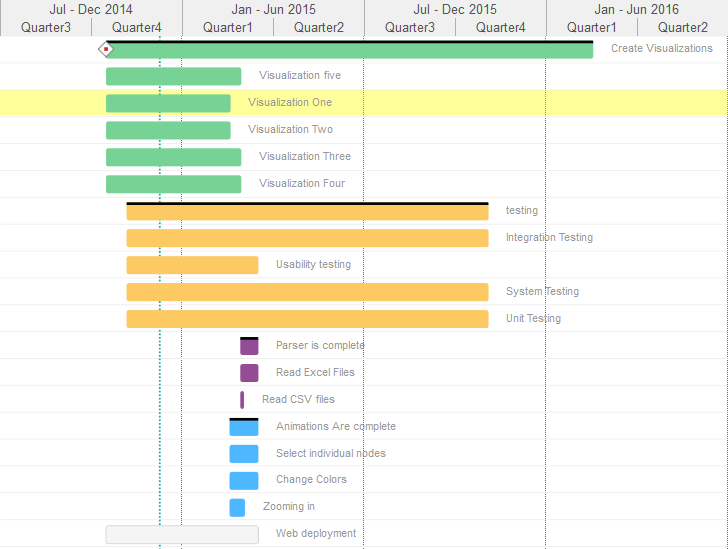 Jul - Dec 2014 Jan - Jun 2015 Jul - Dec 2015 Jan - Jun 2016
Quarter3 Quarter4 Quarter1 Quarter2 Quarter3 Quarter4 Quarter1 Quarter2
Create Visualizations
Visualization five
Visualization One
Visualization Two
Visualization Three
Visualization Four
testing
Integration Testing
Usability testing
System Testing
Unit Testing
Parser is complete
Read Excel Files
Read CSV files
Animations Are complete
Select individual nodes
Change Colors
Zooming in
Web deployment